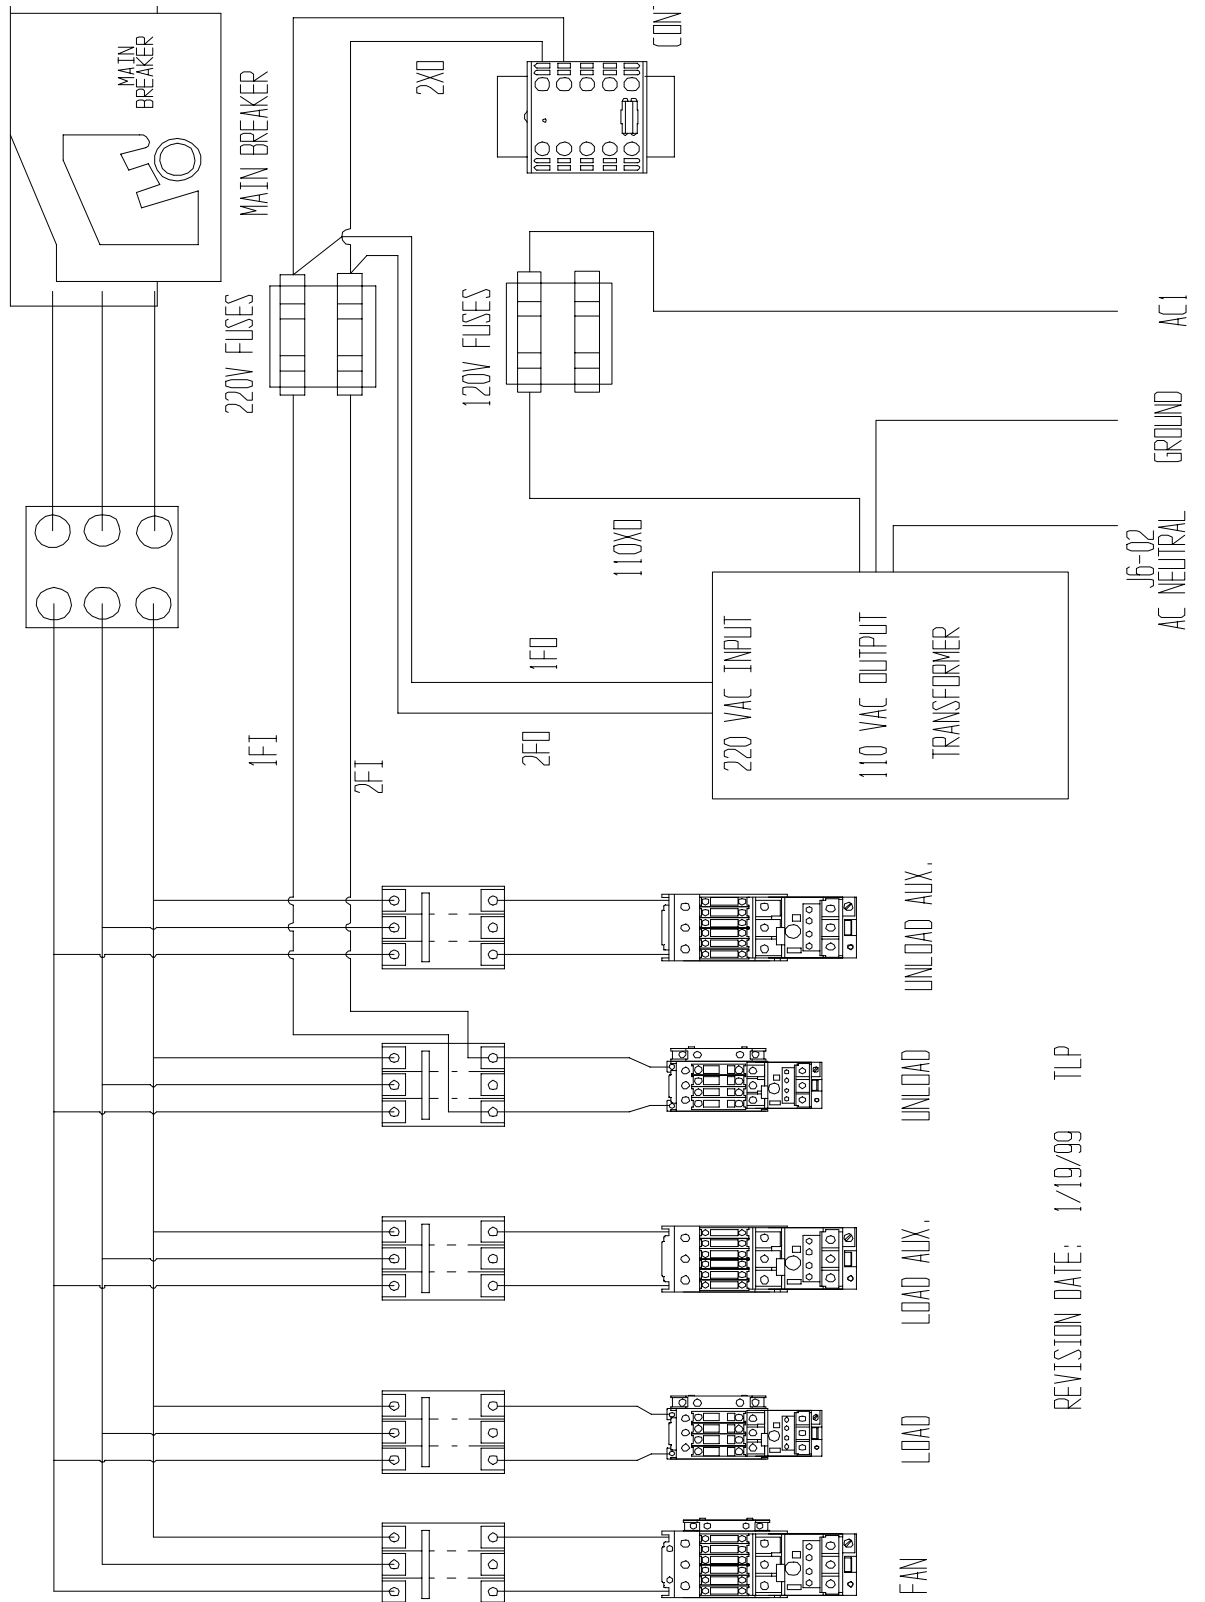 MAIN
BREAKER
MAIN BREAKER
2XO
CON
220V FUSES
120V FUSES
AC1
GROUND
J6-02
AC NEUTRAL
110XO
1FO
2FO
1FI
2FI
220 VAC INPUT
110 VAC OUTPUT
TRANSFORMER
UNLOAD AUX.
UNLOAD
LOAD AUX.
LOAD
FAN
REVISION DATE: 1/19/99 TLP